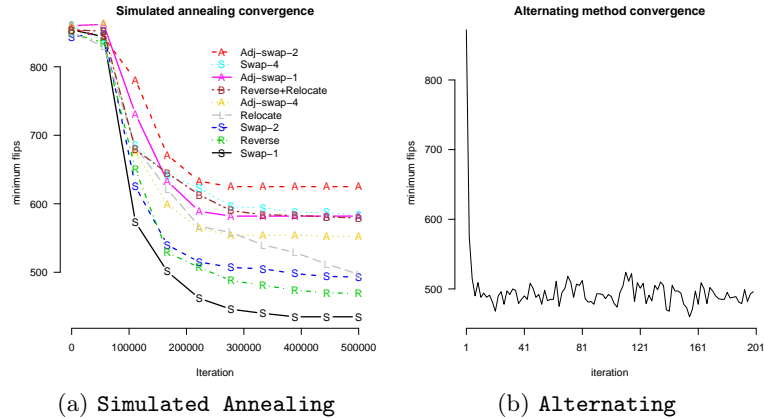 Simulated annealing convergence
minimum flips
800
700
600
500
A Adj-swap-2
S Swap-4
A Adj-swap-1
B Reverse+Relocate
A Adj-swap-4
L Relocate
S Swap-2
R Reverse
S Swap-1
0 100000 200000 300000 400000 500000
Iteration
(a) Simulated Annealing
Alternating method convergence
minimum flips
800
700
600
500
1 41 81 121 161 201
iteration
(b) Alternating